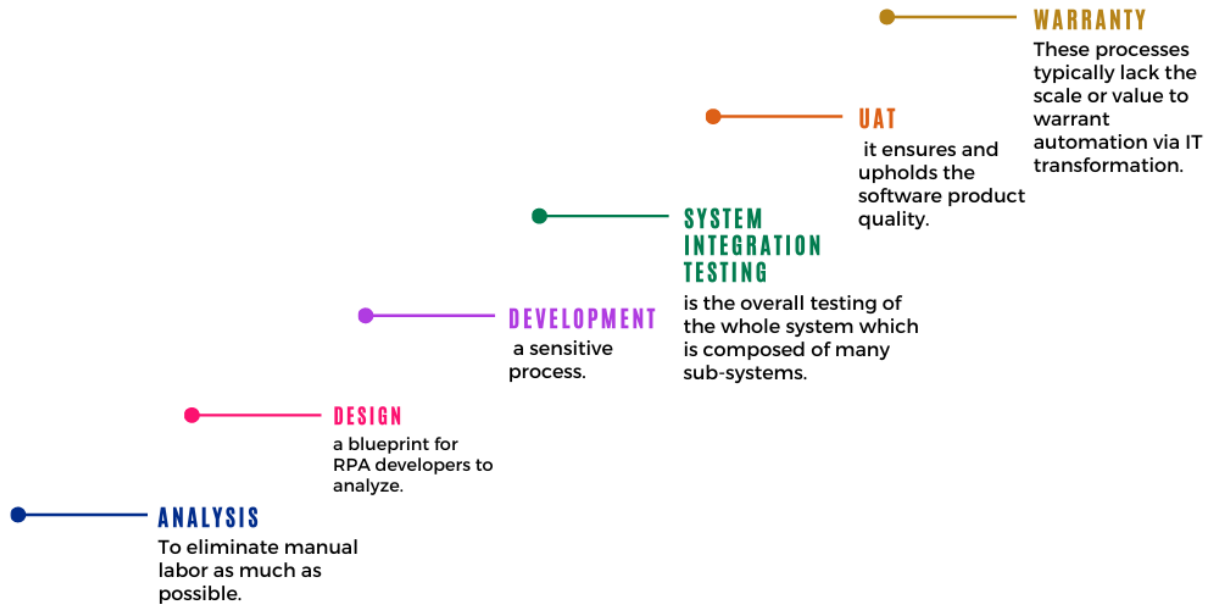 WARRANTY
These processes
typically lack the
scale or value to
warrant
automation via IT
transformation.
UAT
it ensures and
upholds the
software product
quality.
SYSTEM
INTEGRATION
TESTING
is the overall testing of
the whole system which
is composed of many
sub-systems.
DEVELOPMENT
a sensitive
process.
DESIGN
a blueprint for
RPA developers to
analyze.
ANALYSIS
To eliminate manual
labor as much as
possible.